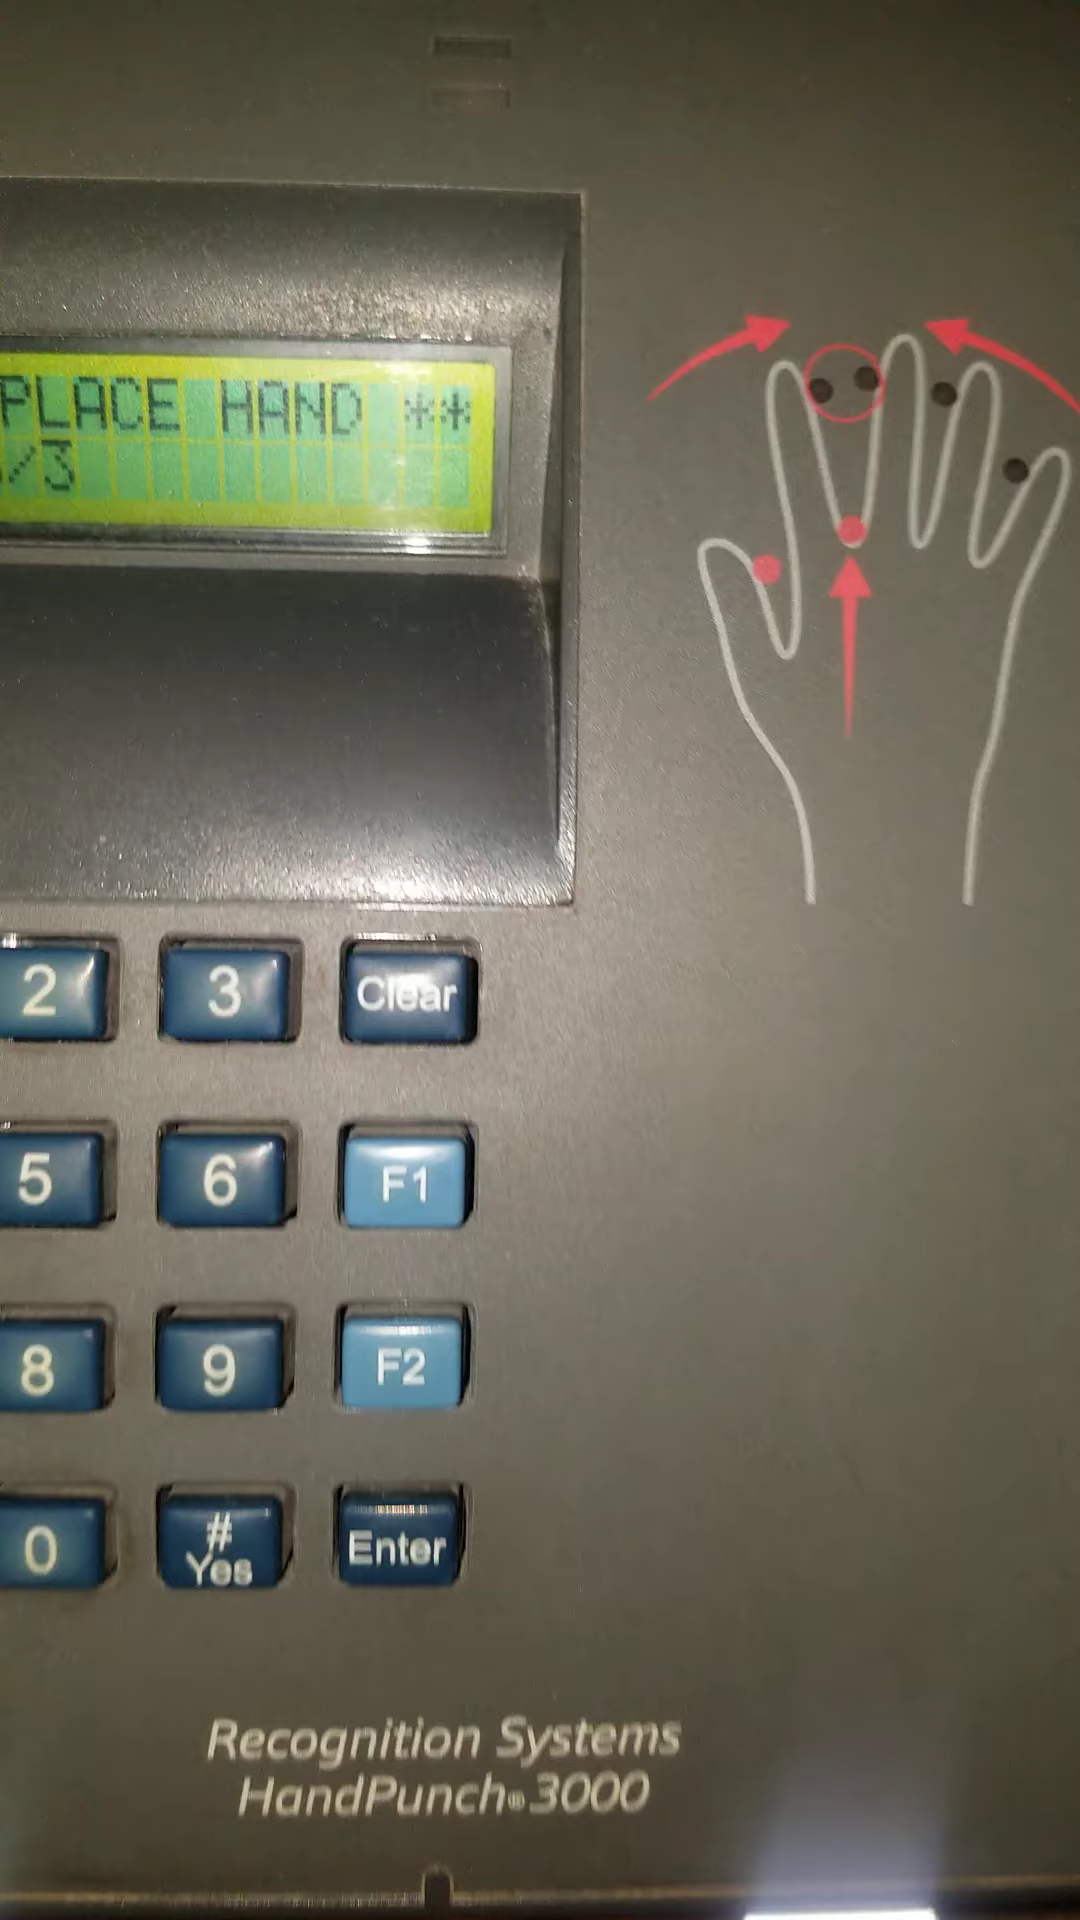 PLACE HAND **
/3
2
3
Clear
5
6
F1
8
9
F2
0
#
Yes
Enter
Recognition Systems
HandPunch®3000